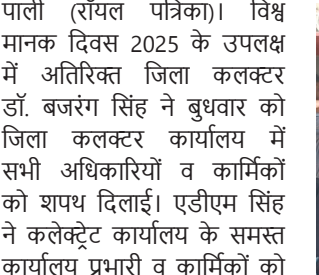 पाली (रॉयल पत्रिका)। विश्व
मानक दिवस 2025 के उपलक्ष
में अतिरिक्त जिला कलक्टर
डॉ. बजरंग सिंह ने बुधवार को
जिला कलक्टर कार्यालय में
सभी अधिकारियों व कार्मिकों
को शपथ दिलाई। एडीएम सिंह
ने कलेक्ट्रेट कार्यालय के समस्त
कार्यालय प्रभारी व कार्मिकों को